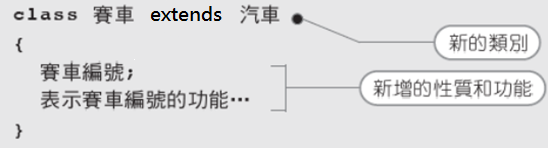 class 賽車 extends 汽車
新的類別
{
賽車編號;
表示賽車編號的功能…
新增的性質和功能
}